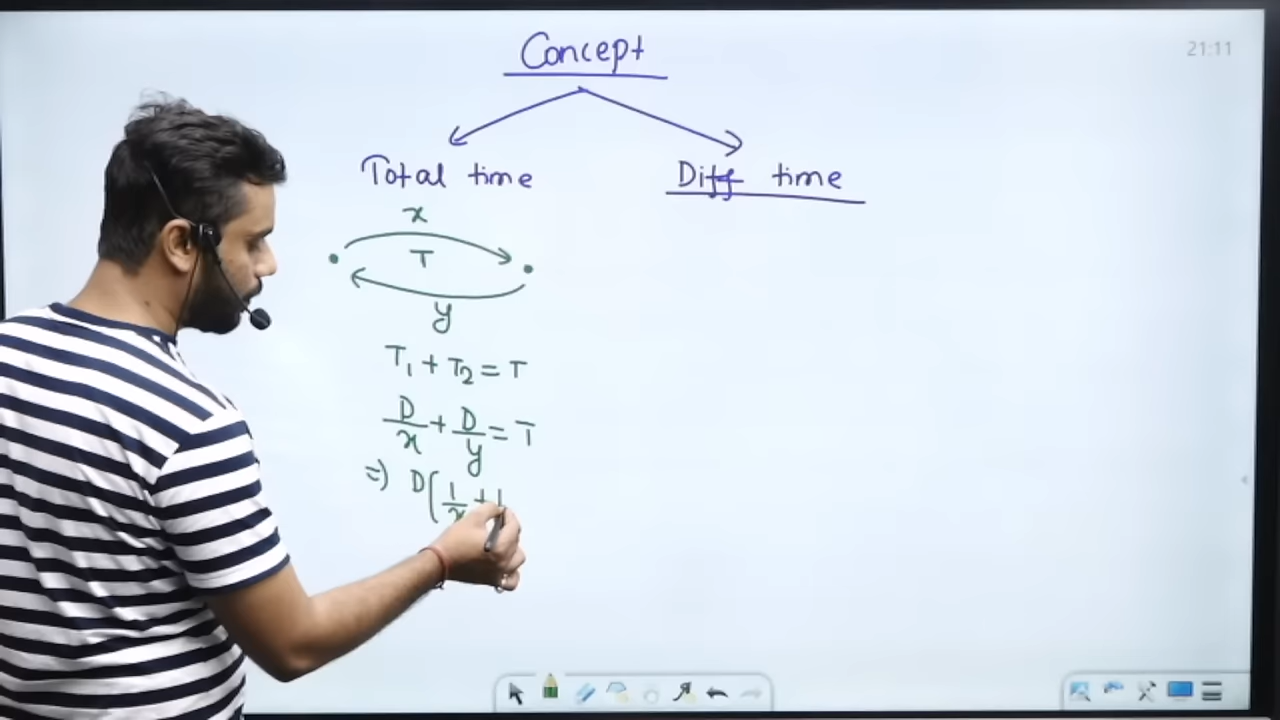 Concept
21:11
Total time
Diff time
x
T
y
T₁ + T₂ = T
D/x + D/y = T
⇒ D(1/x + 1